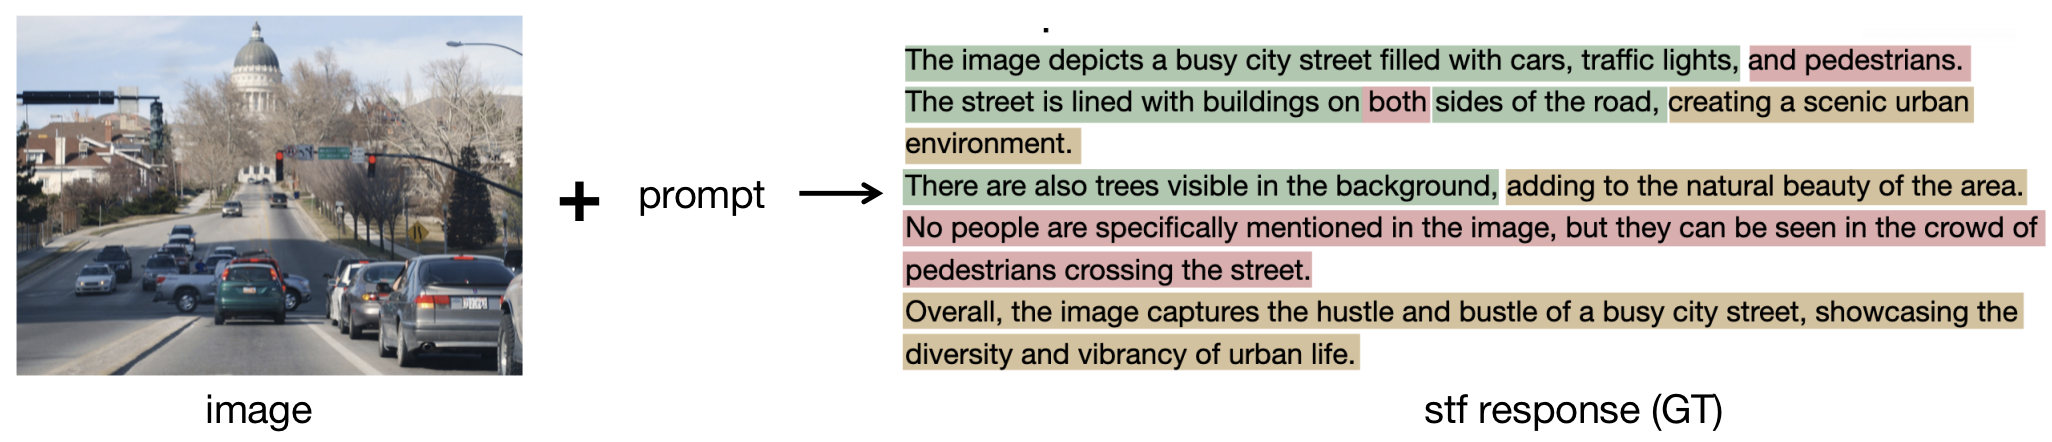 The image depicts a busy city street filled with cars, traffic lights, and pedestrians.
The street is lined with buildings on both sides of the road, creating a scenic urban
environment.
There are also trees visible in the background, adding to the natural beauty of the area.
No people are specifically mentioned in the image, but they can be seen in the crowd of
pedestrians crossing the street.
Overall, the image captures the hustle and bustle of a busy city street, showcasing the
diversity and vibrancy of urban life.
+ prompt
image
stf response (GT)